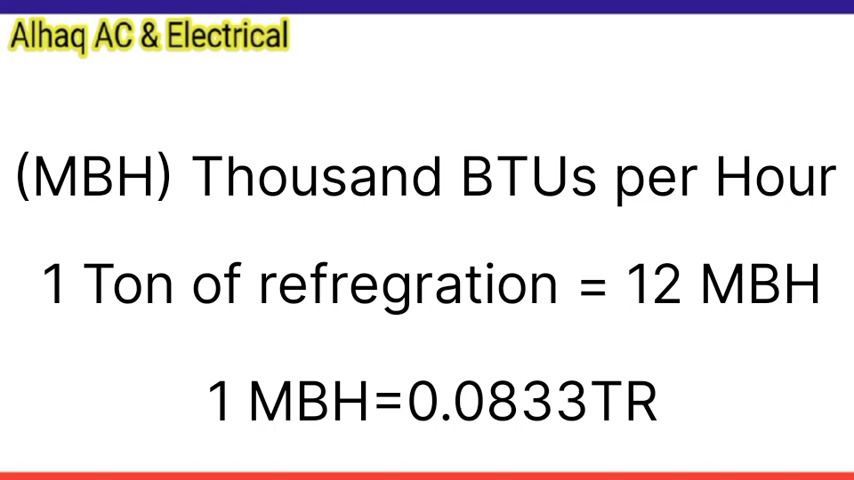 Alhaq AC & Electrical
(MBH) Thousand BTUs per Hour
1 Ton of refregration = 12 MBH
1 MBH=0.0833TR